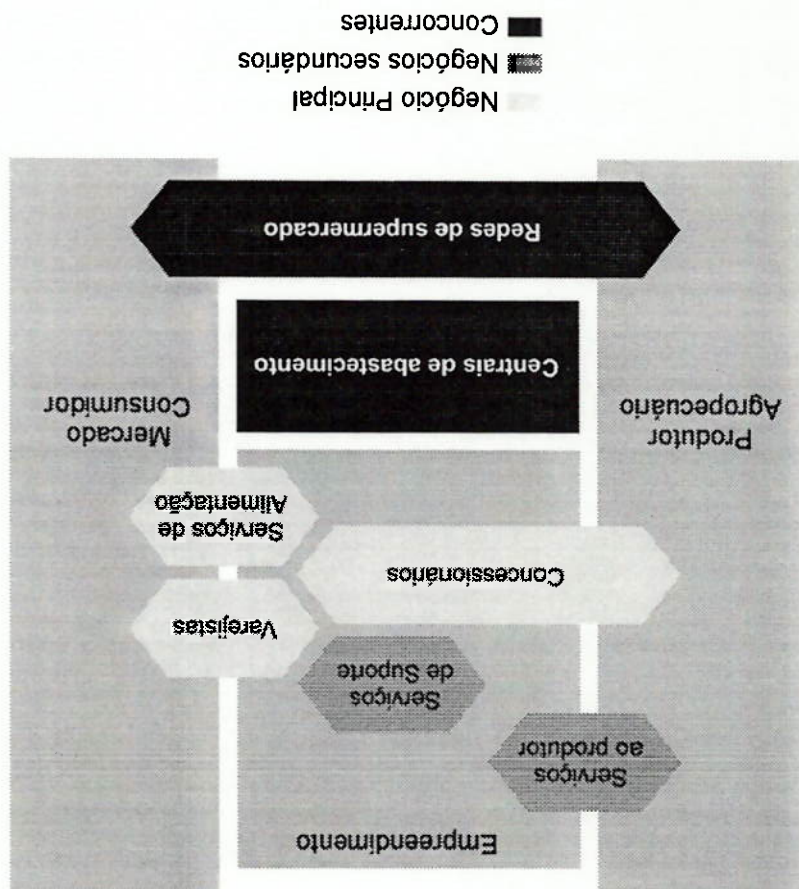 Empreendimento
Serviços
ao produtor
Serviços
de Suporte
Varejistas
Concessionários
Serviços de
Alimentação
Produtor
Agropecuário
Mercado
Consumidor
Centrais de abastecimento
Redes de supermercado
Negócio Principal
Negócios secundários
Concorrentes